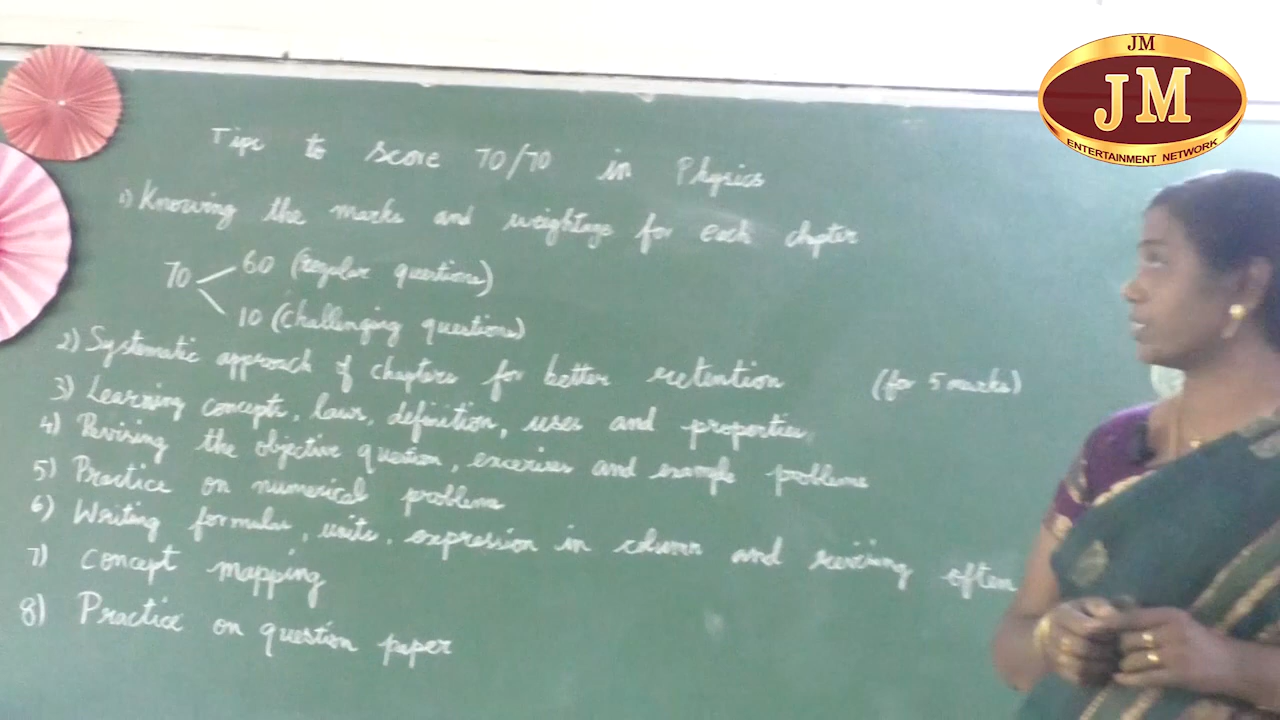 JM
JM
ENTERTAINMENT NETWORK
Tips to score 70/70 in Physics
1) Knowing the marks and weightage for each chpter
70 60 (regular questions)
10 (challenging questions)
2) Systematic approach of chapters for better retention (for 5 marks)
3) Learning concepts, laws, definition, uses and properties,
4) Revising the objective question, excerises and example problems
5) Practice on numerical problems
6) Writing formulas, units, expression in column and revising often
7) Concept mapping
8) Practice on question paper